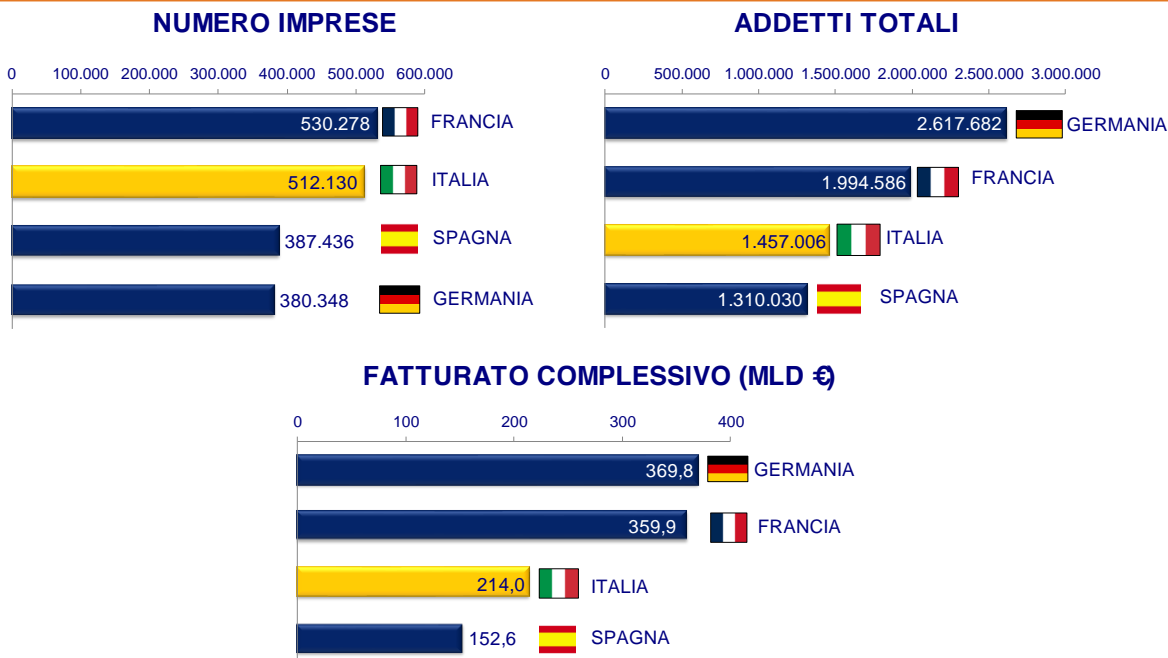 NUMERO IMPRESE
0 100.000 200.000 300.000 400.000 500.000 600.000
530.278 FRANCIA
512.130 ITALIA
387.436 SPAGNA
380.348 GERMANIA
ADDETTI TOTALI
0 500.000 1.000.000 1.500.000 2.000.000 2.500.000 3.000.000
2.617.682 GERMANIA
1.994.586 FRANCIA
1.457.006 ITALIA
1.310.030 SPAGNA
FATTURATO COMPLESSIVO (MLD €)
0 100 200 300 400
369,8 GERMANIA
359,9 FRANCIA
214,0 ITALIA
152,6 SPAGNA